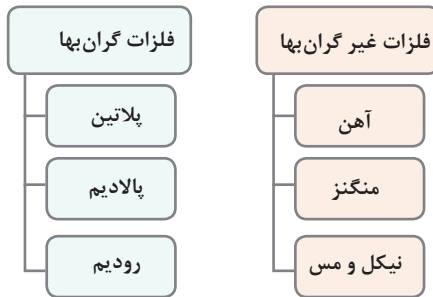 فلزات غیر گران‌بها
آهن
منگنز
نیکل و مس
فلزات گران‌بها
پلاتین
پالادیم
رودیم